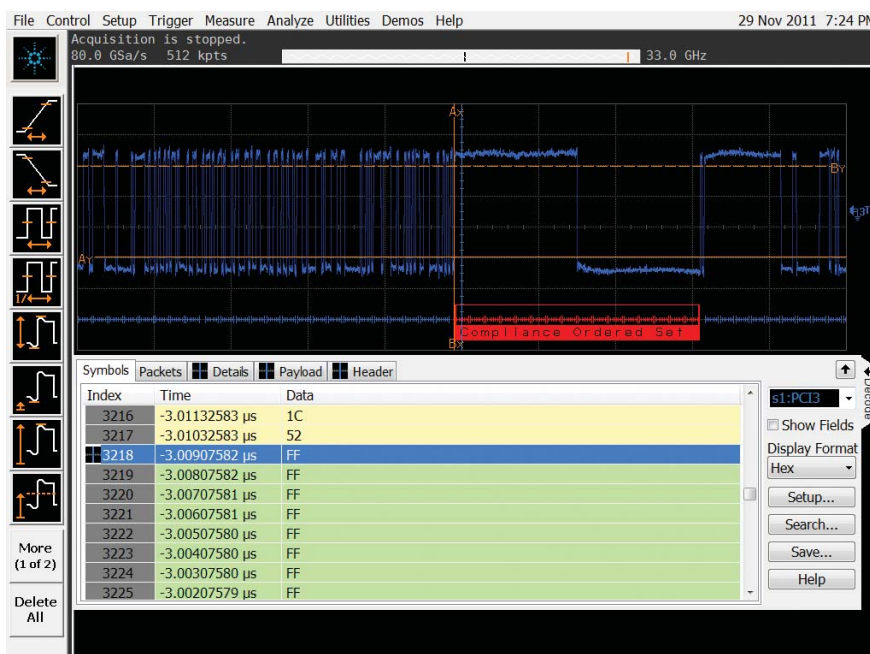 File Control Setup Trigger Measure Analyze Utilities Demos Help 29 Nov 2011 7:24 PM
Acquisition is stopped.
80.0 GSa/s 512 kpts 33.0 GHz
Ax
By
13T
Ay
Compliance Ordered Set
Bx
Symbols Packets Details Payload Header
Index Time Data
3216 -3.01132583 µs 1C
3217 -3.01032583 µs 52
3218 -3.00907582 µs FF
3219 -3.00807582 µs FF
3220 -3.00707581 µs FF
3221 -3.00607581 µs FF
3222 -3.00507580 µs FF
3223 -3.00407580 µs FF
3224 -3.00307580 µs FF
3225 -3.00207579 µs FF
Decode
s1:PCI3
Show Fields
Display Format
Hex
Setup...
Search...
Save...
Help
1/
More
(1 of 2)
Delete
All